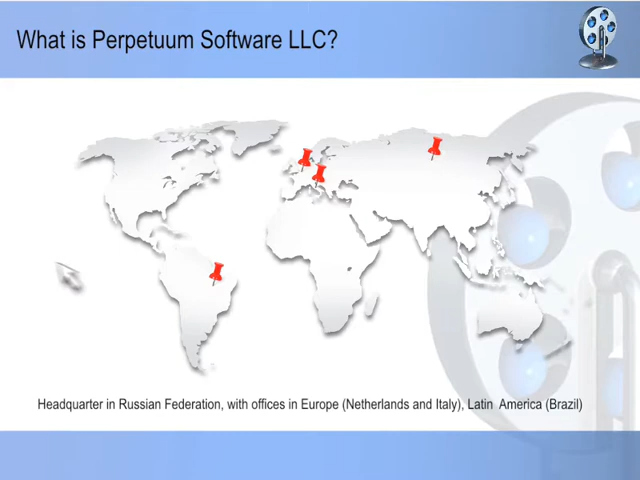 What is Perpetuum Software LLC?
Headquarter in Russian Federation, with offices in Europe (Netherlands and Italy), Latin America (Brazil)